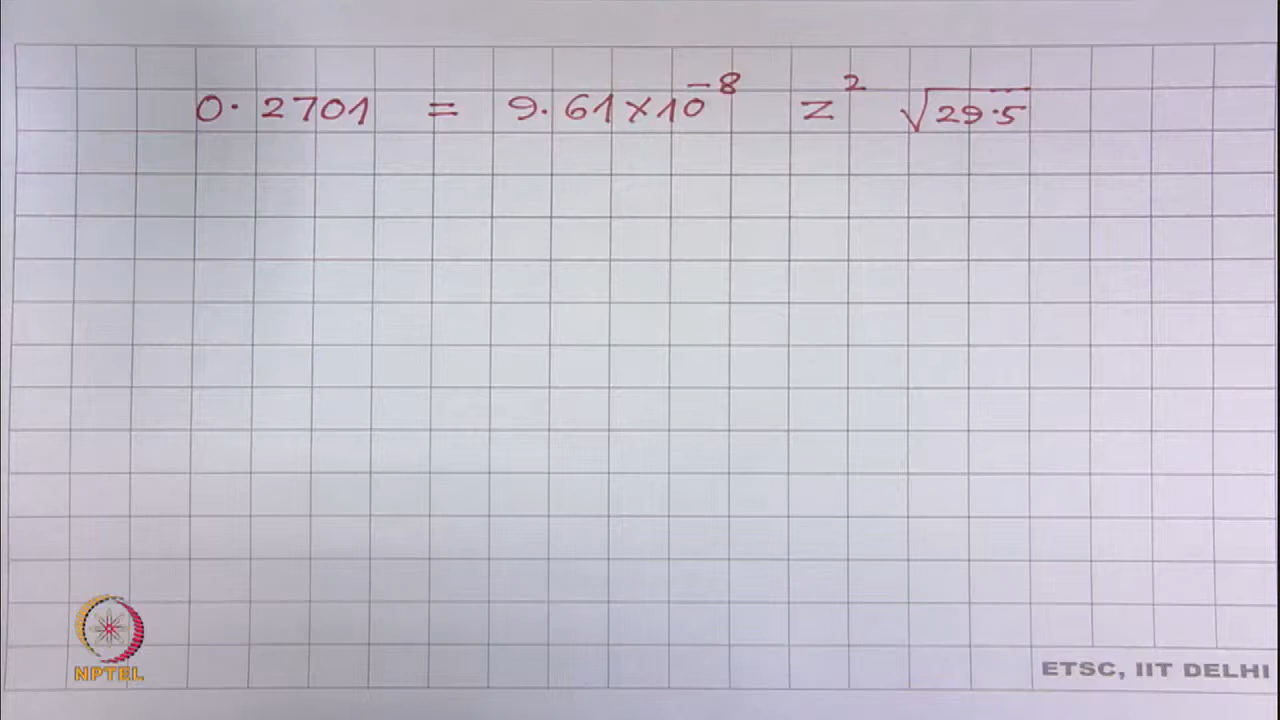 0.2701 = 9.61×10⁻⁸ z² √29.5
NPTEL
ETSC, IIT DELHI